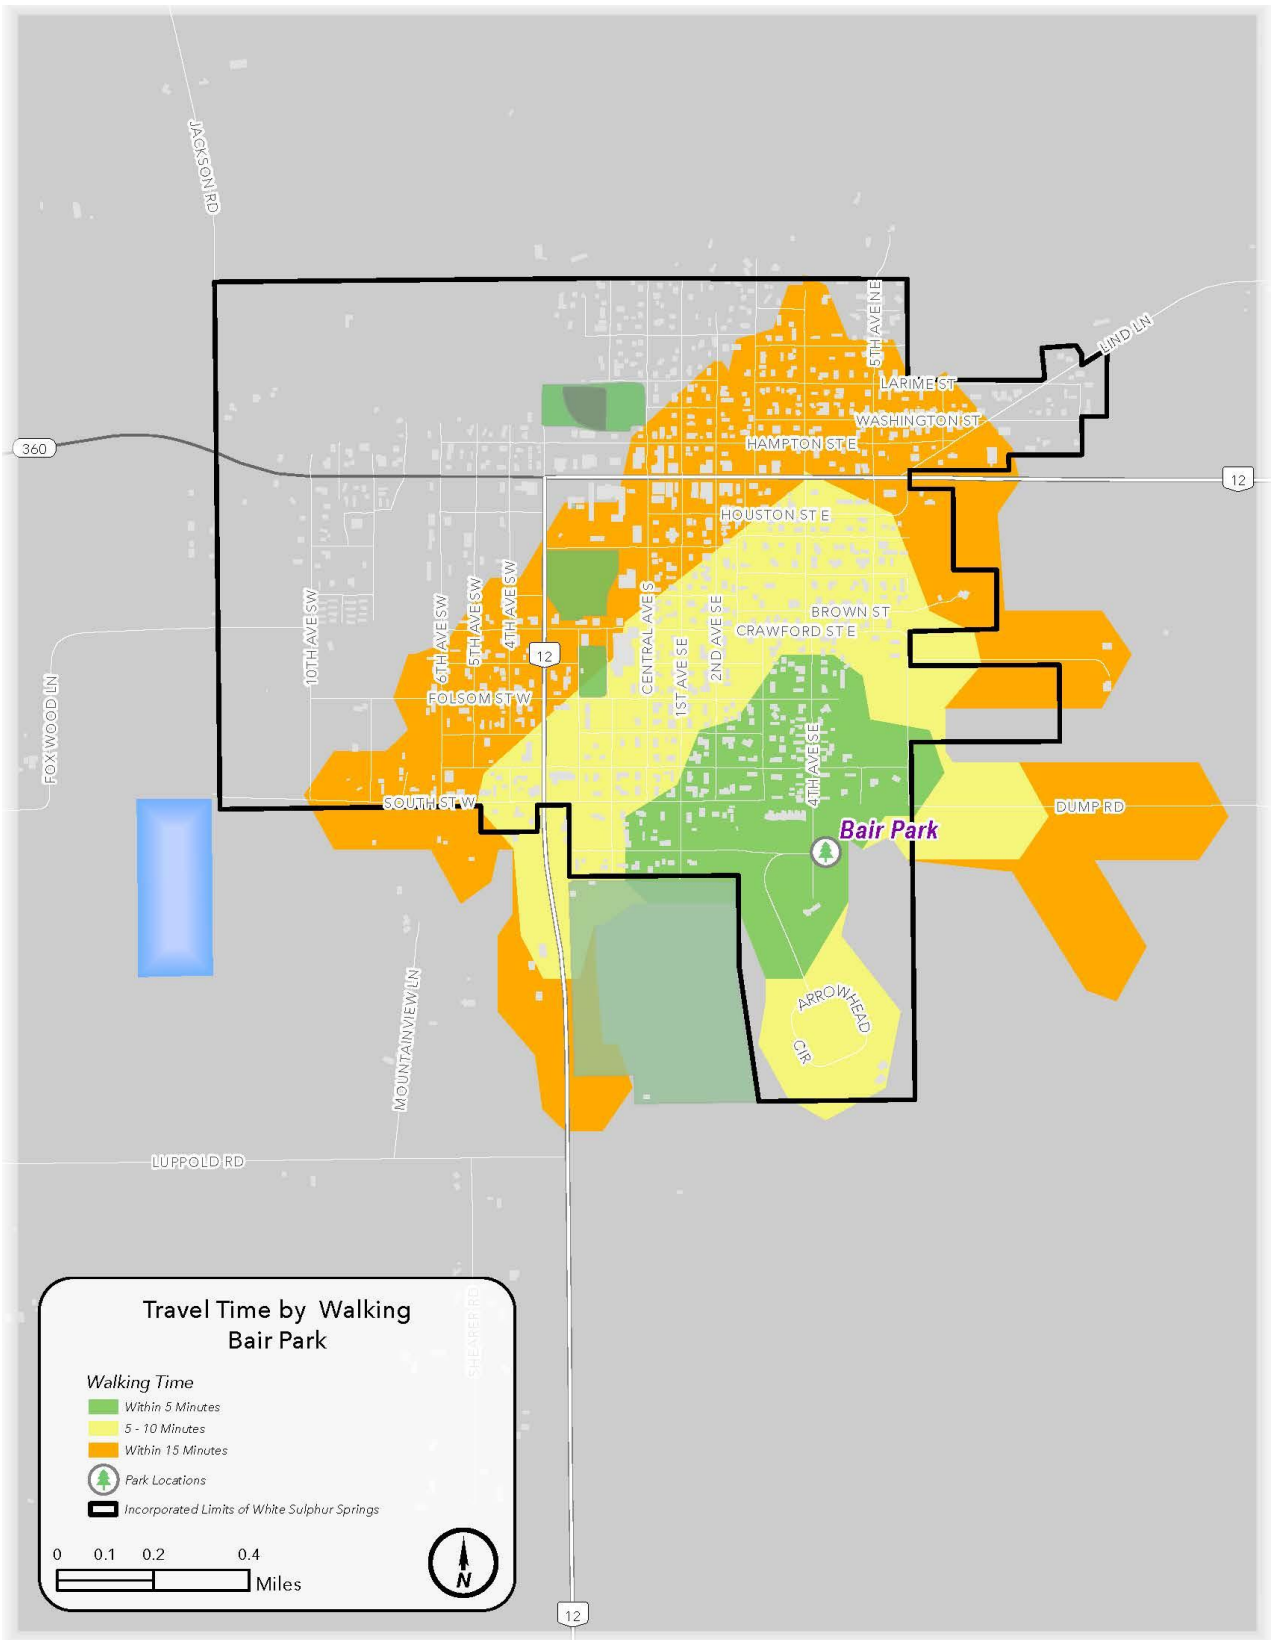 JACKSON RD
5TH AVE NE
LIND LN
LARIME ST
WASHINGTON ST
HAMPTON ST E
360
12
HOUSTON ST E
BROWN ST
CRAWFORD ST E
10TH AVE SW
6TH AVE SW
5TH AVE SW
4TH AVE SW
12
CENTRAL AVE S
1ST AVE SE
2ND AVE SE
FOLSOM ST W
FOX WOOD LN
4TH AVE SE
SOUTH ST W
DUMP RD
Bair Park
MOUNTAINVIEW LN
ARROWHEAD
CIR
LUPPOLD RD
SHEARER RD
Travel Time by Walking
Bair Park
Walking Time
Within 5 Minutes
5 - 10 Minutes
Within 15 Minutes
Park Locations
Incorporated Limits of White Sulphur Springs
0 0.1 0.2 0.4
Miles
N
12